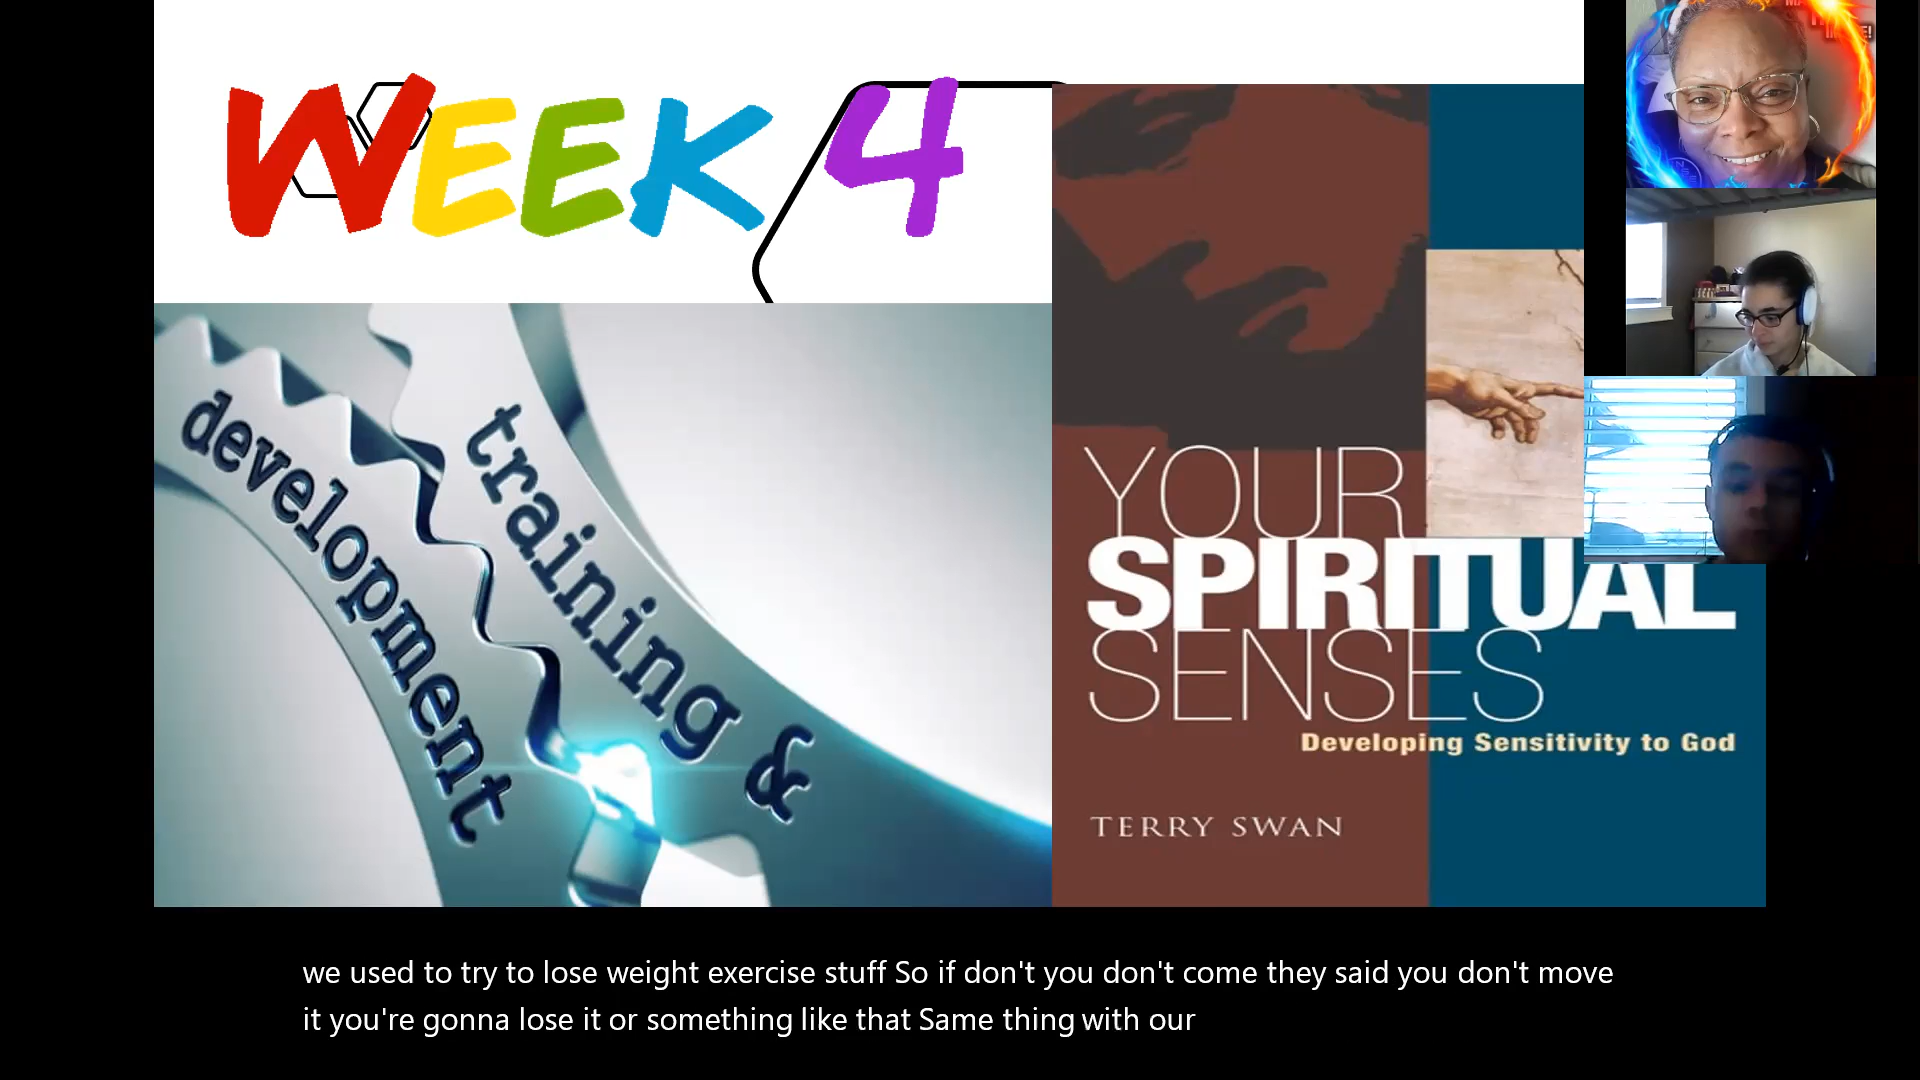 WEEK 4
development
training &
YOUR
SPIRITUAL
SENSES
Developing Sensitivity to God
TERRY SWAN
we used to try to lose weight exercise stuff So if don't you don't come they said you don't move
it you're gonna lose it or something like that Same thing with our